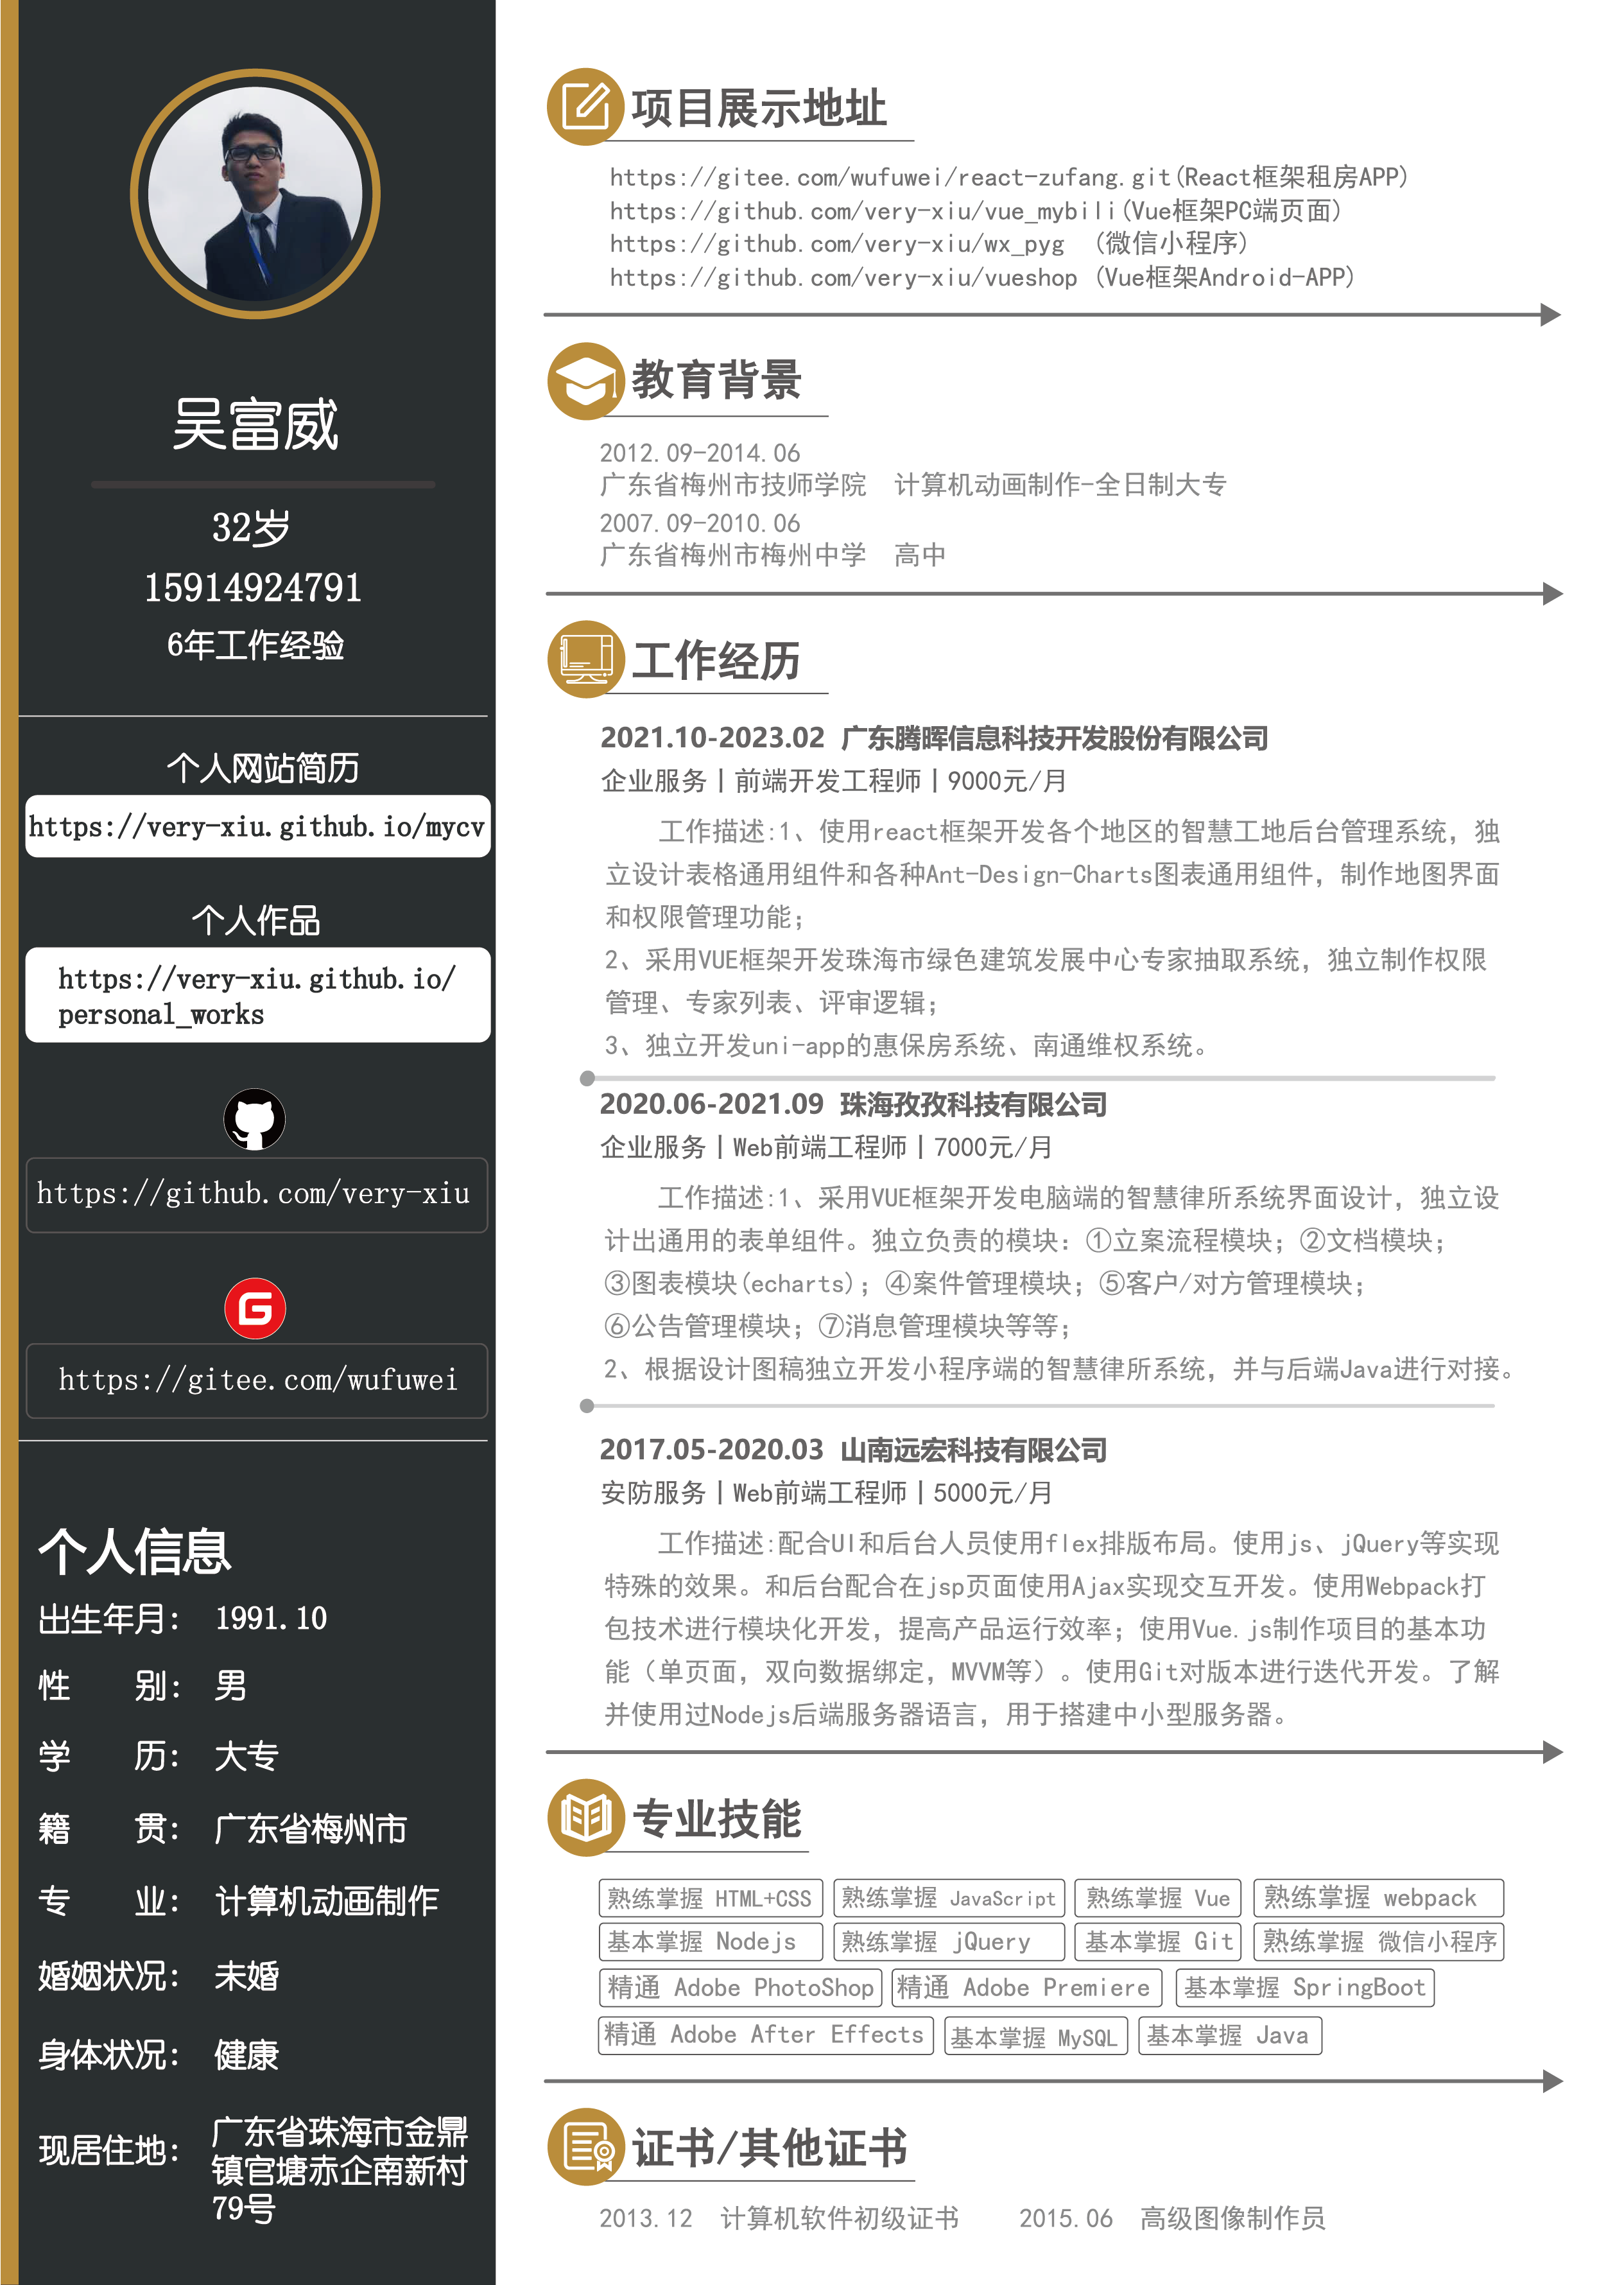 吴富威
32岁
15914924791
6年工作经验
个人网站简历
https://very-xiu.github.io/mycv
个人作品
https://very-xiu.github.io/
personal_works
https://github.com/very-xiu
G
https://gitee.com/wufuwei
个人信息
出生年月： 1991.10
性 别： 男
学 历： 大专
籍 贯： 广东省梅州市
专 业： 计算机动画制作
婚姻状况： 未婚
身体状况： 健康
现居住地： 广东省珠海市金鼎
镇官塘赤企南新村
79号
项目展示地址
https://gitee.com/wufuwei/react-zufang.git(React框架租房APP)
https://github.com/very-xiu/vue_mybili(Vue框架PC端页面)
https://github.com/very-xiu/wx_pyg (微信小程序)
https://github.com/very-xiu/vueshop (Vue框架Android-APP)
教育背景
2012.09-2014.06
广东省梅州市技师学院 计算机动画制作-全日制大专
2007.09-2010.06
广东省梅州市梅州中学 高中
工作经历
2021.10-2023.02 广东腾晖信息科技开发股份有限公司
企业服务丨前端开发工程师丨9000元/月
工作描述:1、使用react框架开发各个地区的智慧工地后台管理系统，独
立设计表格通用组件和各种Ant-Design-Charts图表通用组件，制作地图界面
和权限管理功能；
2、采用VUE框架开发珠海市绿色建筑发展中心专家抽取系统，独立制作权限
管理、专家列表、评审逻辑；
3、独立开发uni-app的惠保房系统、南通维权系统。
2020.06-2021.09 珠海孜孜科技有限公司
企业服务丨Web前端工程师丨7000元/月
工作描述:1、采用VUE框架开发电脑端的智慧律所系统界面设计，独立设
计出通用的表单组件。独立负责的模块：①立案流程模块；②文档模块；
③图表模块(echarts)；④案件管理模块；⑤客户/对方管理模块；
⑥公告管理模块；⑦消息管理模块等等；
2、根据设计图稿独立开发小程序端的智慧律所系统，并与后端Java进行对接。
2017.05-2020.03 山南远宏科技有限公司
安防服务丨Web前端工程师丨5000元/月
工作描述:配合UI和后台人员使用flex排版布局。使用js、jQuery等实现
特殊的效果。和后台配合在jsp页面使用Ajax实现交互开发。使用Webpack打
包技术进行模块化开发，提高产品运行效率；使用Vue.js制作项目的基本功
能（单页面，双向数据绑定，MVVM等）。使用Git对版本进行迭代开发。了解
并使用过Nodejs后端服务器语言，用于搭建中小型服务器。
专业技能
熟练掌握 HTML+CSS 熟练掌握 JavaScript 熟练掌握 Vue 熟练掌握 webpack
基本掌握 Nodejs 熟练掌握 jQuery 基本掌握 Git 熟练掌握 微信小程序
精通 Adobe PhotoShop 精通 Adobe Premiere 基本掌握 SpringBoot
精通 Adobe After Effects 基本掌握 MySQL 基本掌握 Java
证书/其他证书
2013.12 计算机软件初级证书 2015.06 高级图像制作员